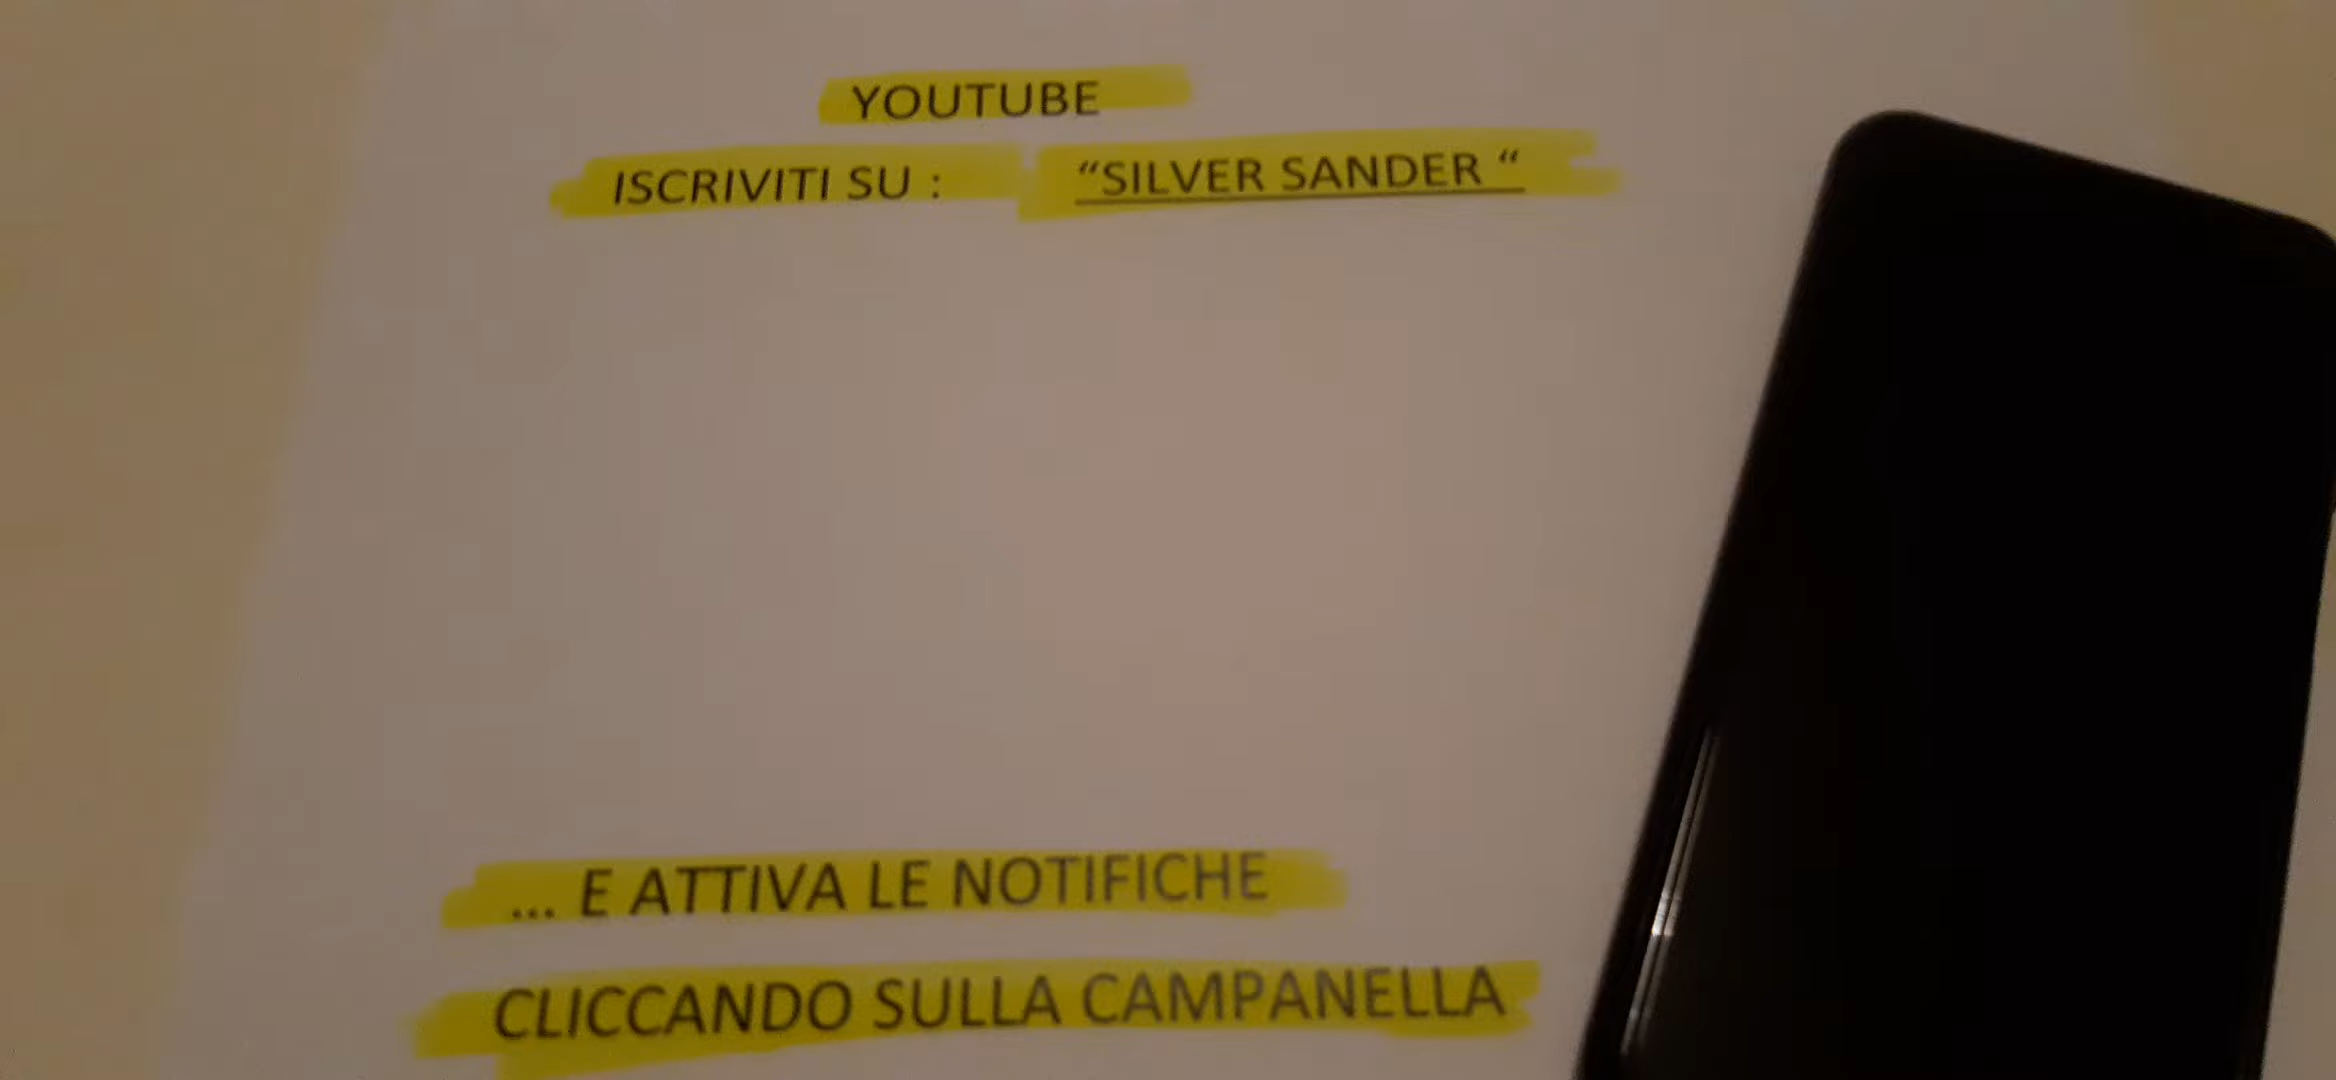 YOUTUBE
ISCRIVITI SU : “SILVER SANDER “
... E ATTIVA LE NOTIFICHE
CLICCANDO SULLA CAMPANELLA